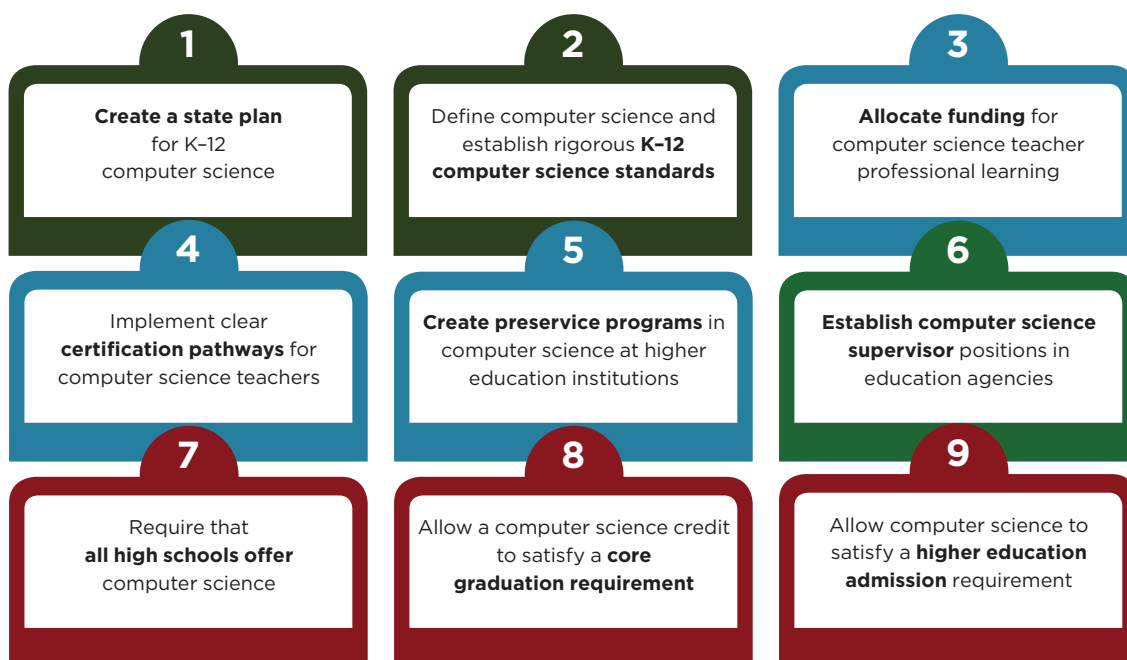 1
Create a state plan
for K–12
computer science
2
Define computer science and
establish rigorous K–12
computer science standards
3
Allocate funding for
computer science teacher
professional learning
4
Implement clear
certification pathways for
computer science teachers
5
Create preservice programs in
computer science at higher
education institutions
6
Establish computer science
supervisor positions in
education agencies
7
Require that
all high schools offer
computer science
8
Allow a computer science credit
to satisfy a core
graduation requirement
9
Allow computer science to
satisfy a higher education
admission requirement